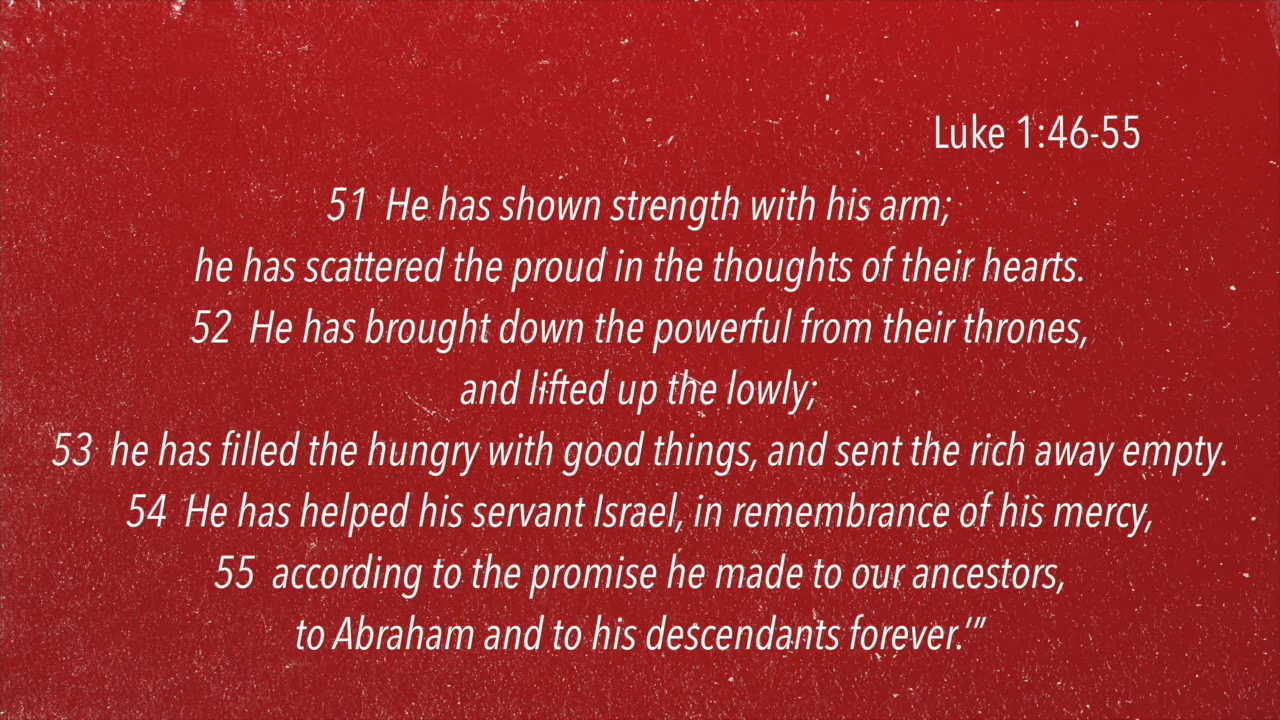 Luke 1:46-55
51 He has shown strength with his arm;
he has scattered the proud in the thoughts of their hearts.
52 He has brought down the powerful from their thrones,
and lifted up the lowly;
53 he has filled the hungry with good things, and sent the rich away empty.
54 He has helped his servant Israel, in remembrance of his mercy,
55 according to the promise he made to our ancestors,
to Abraham and to his descendants forever.’”